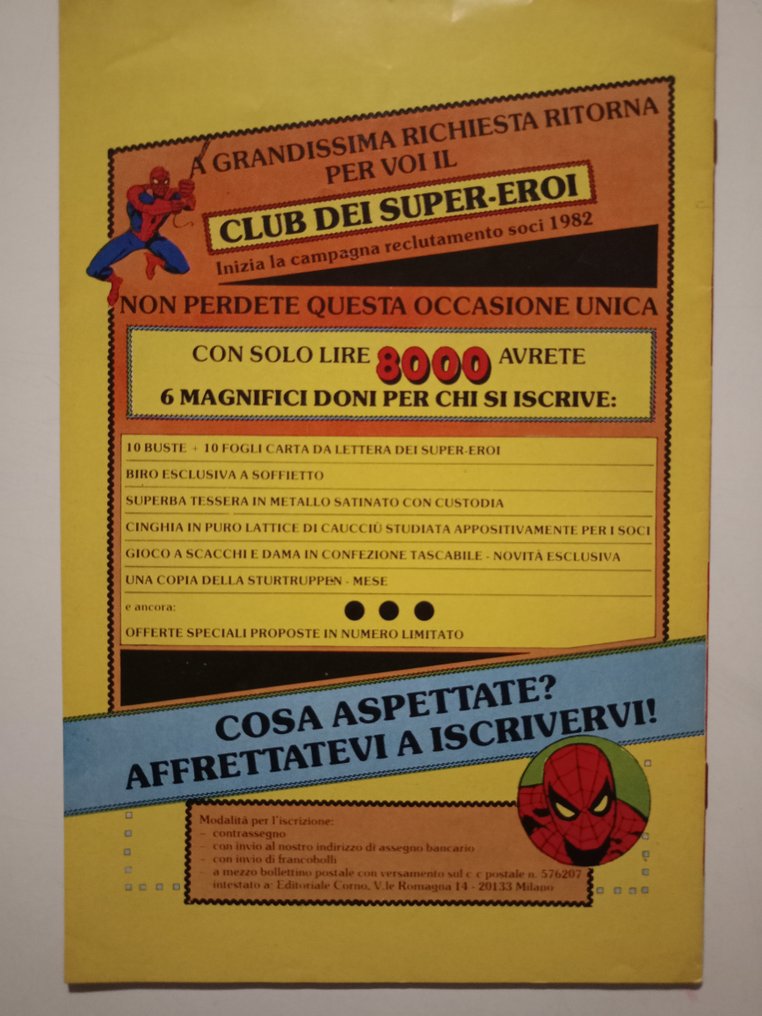 A GRANDISSIMA RICHIESTA RITORNA
PER VOI IL
CLUB DEI SUPER-EROI
Inizia la campagna reclutamento soci 1982
NON PERDETE QUESTA OCCASIONE UNICA
CON SOLO LIRE 8000 AVRETE
6 MAGNIFICI DONI PER CHI SI ISCRIVE:
10 BUSTE + 10 FOGLI CARTA DA LETTERA DEI SUPER-EROI
BIRO ESCLUSIVA A SOFFIETTO
SUPERBA TESSERA IN METALLO SATINATO CON CUSTODIA
CINGHIA IN PURO LATTICE DI CAUCCIÙ STUDIATA APPOSITIVAMENTE PER I SOCI
GIOCO A SCACCHI E DAMA IN CONFEZIONE TASCABILE - NOVITÀ ESCLUSIVA
UNA COPIA DELLA STURTRUPPEN - MESE
e ancora:
OFFERTE SPECIALI PROPOSTE IN NUMERO LIMITATO
COSA ASPETTATE?
AFFRETTATEVI A ISCRIVERVI!
Modalità per l'iscrizione:
- contrassegno
- con invio al nostro indirizzo di assegno bancario
- con invio di francobolli
- a mezzo bollettino postale con versamento sul c c postale n. 576207
intestato a: Editoriale Corno, V.le Romagna 14 - 20133 Milano